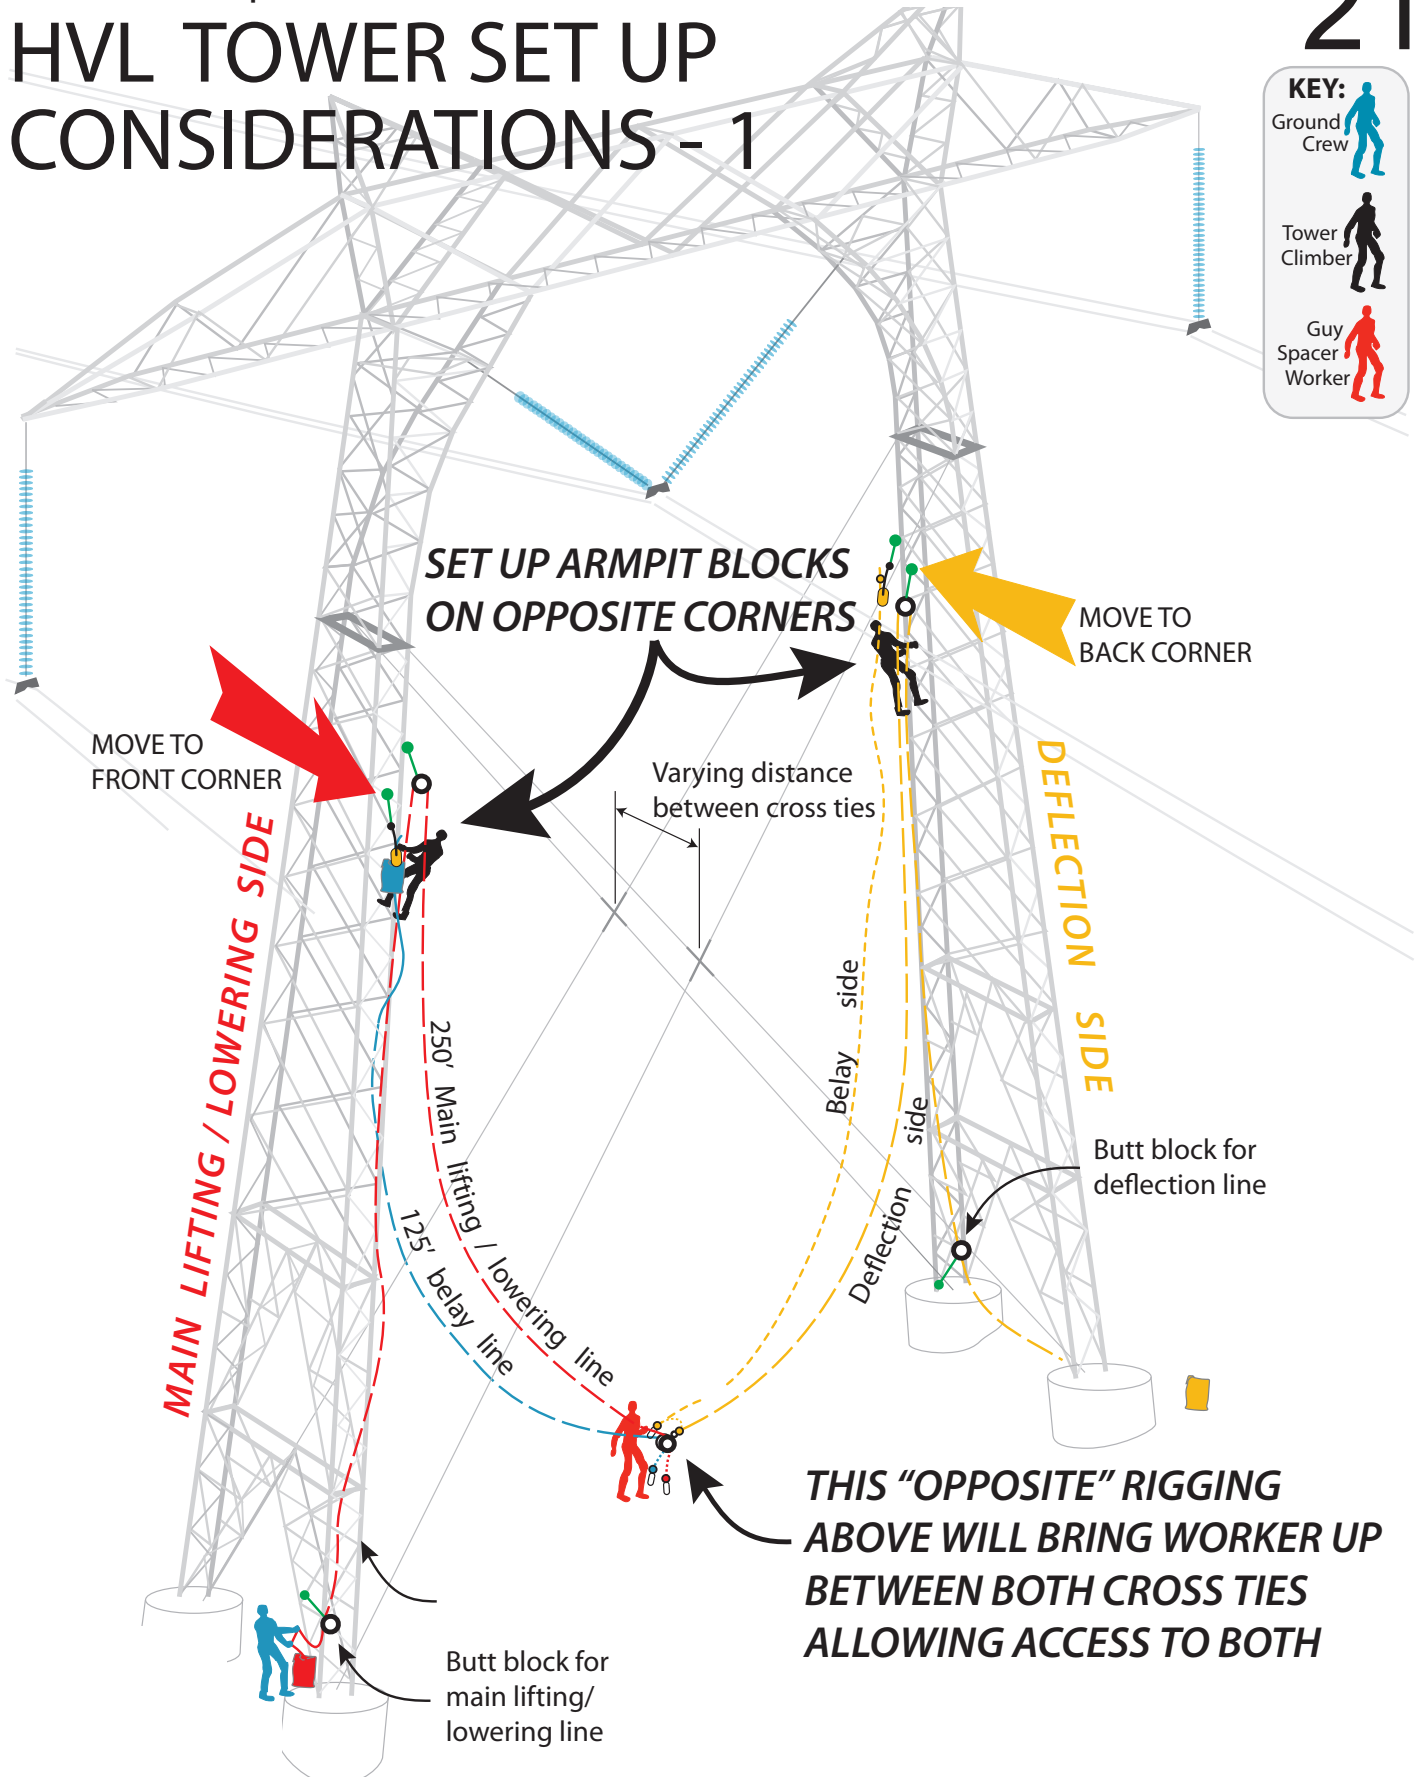 HVL TOWER SET UP
CONSIDERATIONS - 1
21
KEY:
Ground
Crew
Tower
Climber
Guy
Spacer
Worker
SET UP ARMPIT BLOCKS
ON OPPOSITE CORNERS
MOVE TO
BACK CORNER
MOVE TO
FRONT CORNER
Varying distance
between cross ties
MAIN LIFTING / LOWERING SIDE
DEFLECTION SIDE
Belay side
Deflection side
250’ Main lifting / lowering line
125’ belay line
Butt block for
deflection line
THIS “OPPOSITE” RIGGING
ABOVE WILL BRING WORKER UP
BETWEEN BOTH CROSS TIES
ALLOWING ACCESS TO BOTH
Butt block for
main lifting/
lowering line